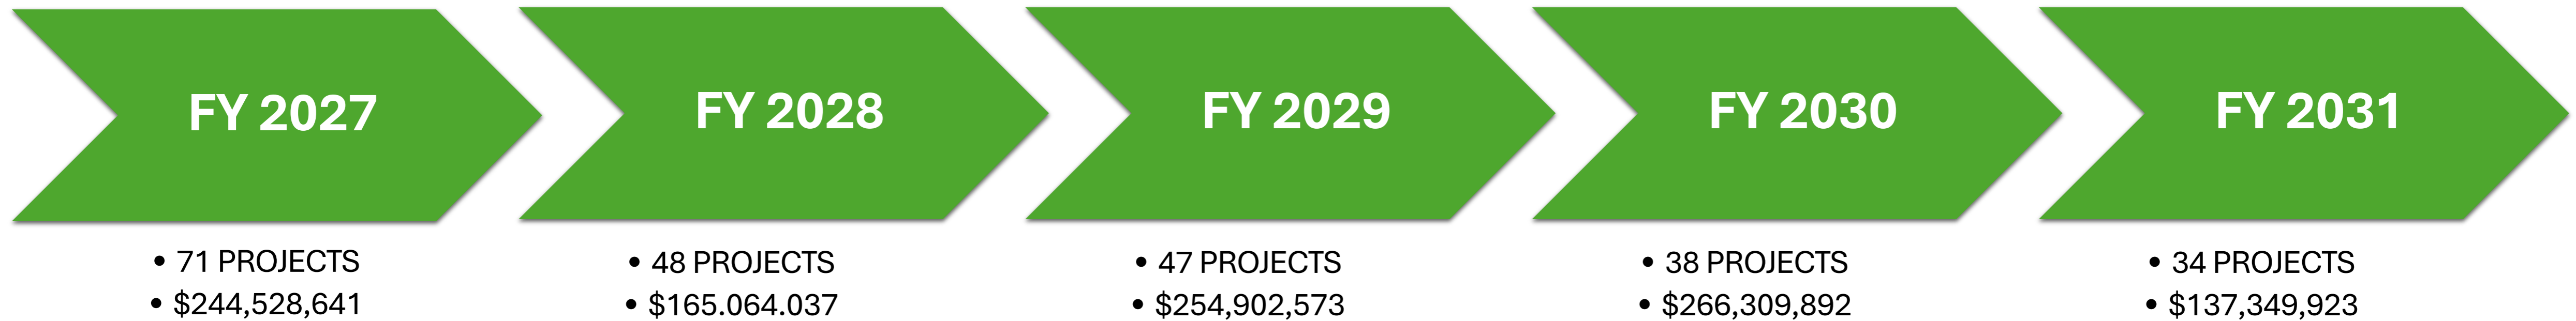 FY 2027
• 71 PROJECTS
• $244,528,641
FY 2028
• 48 PROJECTS
• $165.064.037
FY 2029
• 47 PROJECTS
• $254,902,573
FY 2030
• 38 PROJECTS
• $266,309,892
FY 2031
• 34 PROJECTS
• $137,349,923